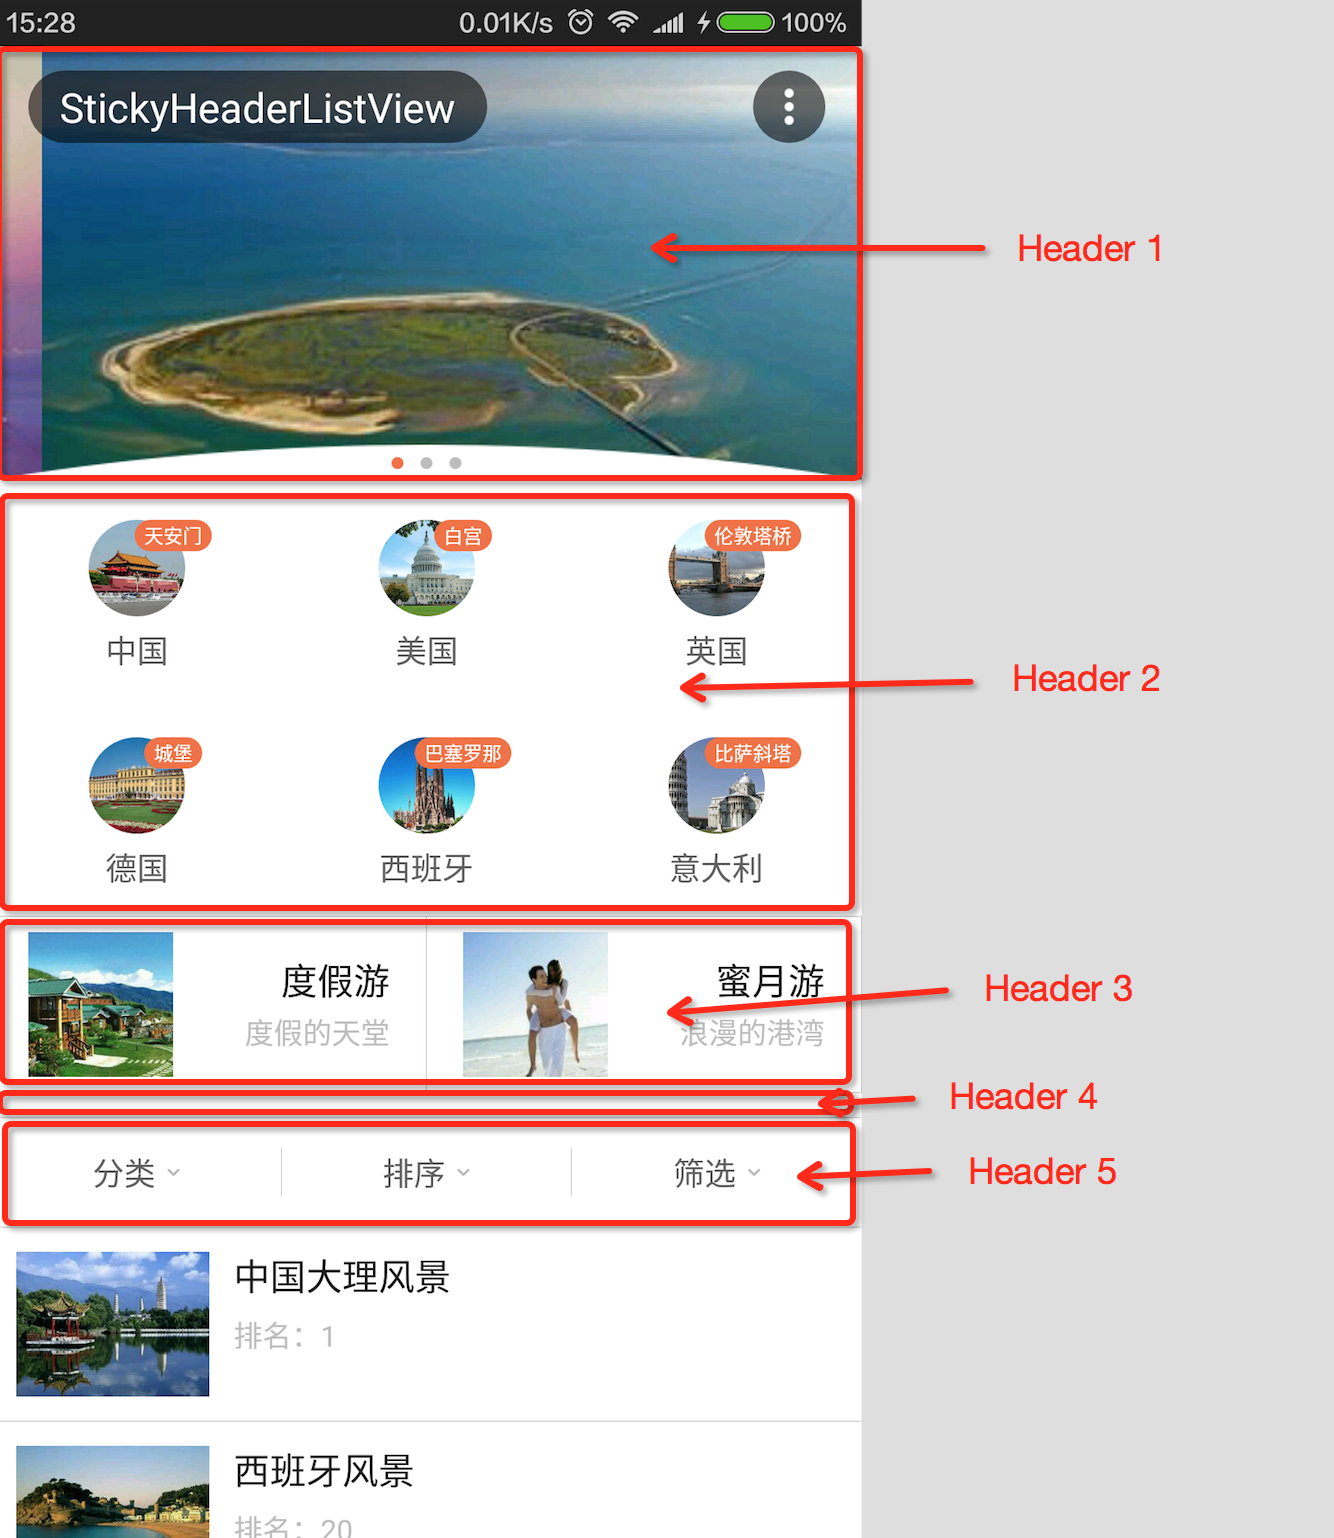 15:28 0.01K/s 100%
StickyHeaderListView
Header 1
天安门 白宫 伦敦塔桥
中国 美国 英国
Header 2
城堡 巴塞罗那 比萨斜塔
德国 西班牙 意大利
度假游 蜜月游
Header 3
度假的天堂 浪漫的港湾
Header 4
分类 排序 筛选
Header 5
中国大理风景
排名：1
西班牙风景
排名：20